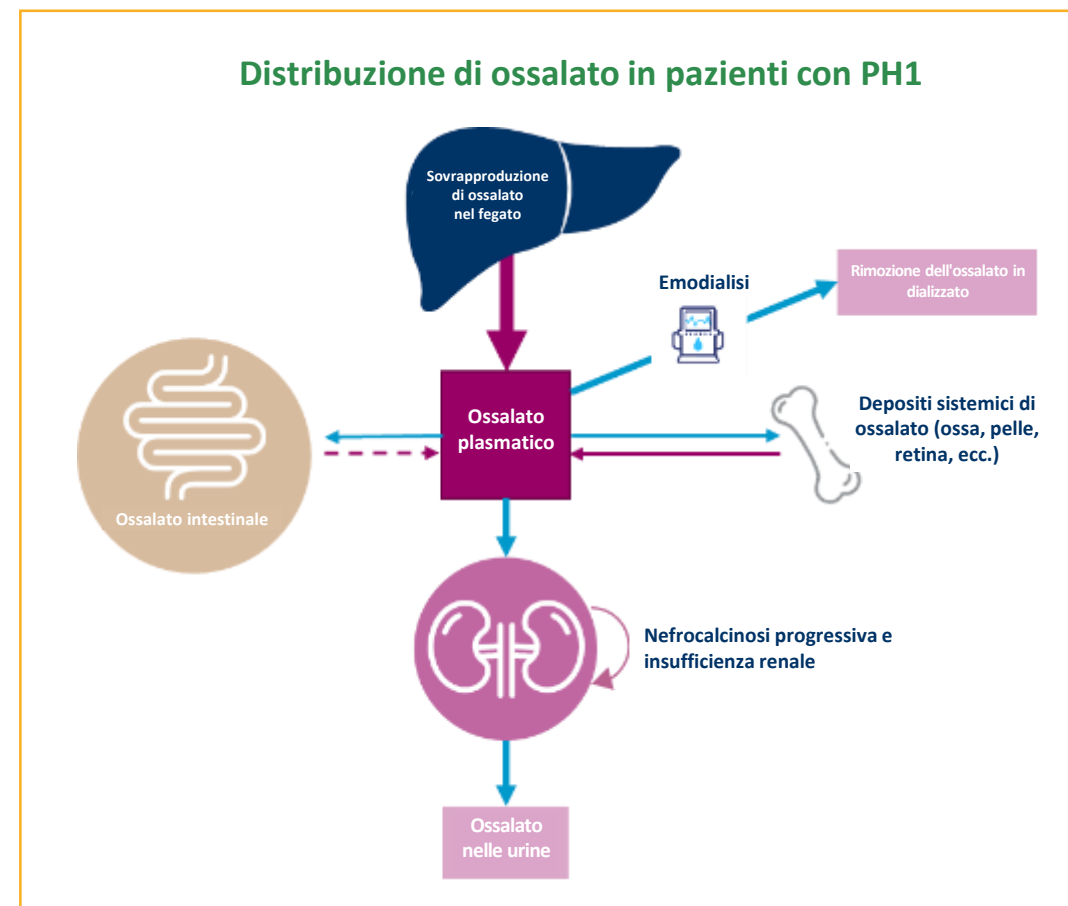 Distribuzione di ossalato in pazienti con PH1
Sovrapproduzione
di ossalato
nel fegato
Emodialisi
Rimozione dell'ossalato in
dializzato
Ossalato
plasmatico
Depositi sistemici di
ossalato (ossa, pelle,
retina, ecc.)
Ossalato intestinale
Nefrocalcinosi progressiva e
insufficienza renale
Ossalato
nelle urine